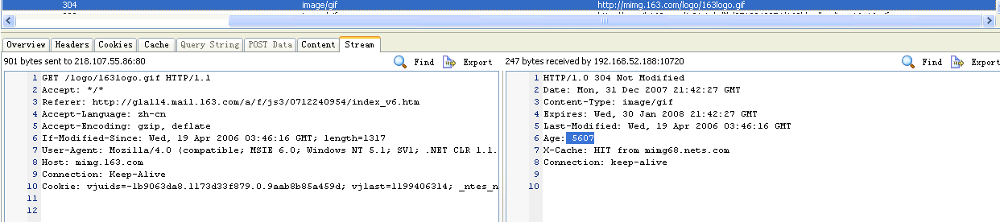 304 image/gif http://mimg.163.com/logo/163logo.gif
Overview Headers Cookies Cache Query String POST Data Content Stream
901 bytes sent to 218.107.55.86:80 Find Export
1 GET /logo/163logo.gif HTTP/1.1
2 Accept: */*
3 Referer: http://g1a114.mail.163.com/a/f/js3/0712240954/index_v6.htm
4 Accept-Language: zh-cn
5 Accept-Encoding: gzip, deflate
6 If-Modified-Since: Wed, 19 Apr 2006 03:46:16 GMT; length=1317
7 User-Agent: Mozilla/4.0 (compatible; MSIE 6.0; Windows NT 5.1; SV1; .NET CLR 1.1.
8 Host: mimg.163.com
9 Connection: Keep-Alive
10 Cookie: vjuids=-1b9063da8.1173d33f879.0.9aab8b85a459d; vjlast=1199406314; _ntes_n
11
12
247 bytes received by 192.168.52.188:10720 Find Export
1 HTTP/1.0 304 Not Modified
2 Date: Mon, 31 Dec 2007 21:42:27 GMT
3 Content-Type: image/gif
4 Expires: Wed, 30 Jan 2008 21:42:27 GMT
5 Last-Modified: Wed, 19 Apr 2006 03:46:16 GMT
6 Age: 5607
7 X-Cache: HIT from mimg68.nets.com
8 Connection: keep-alive
9
10